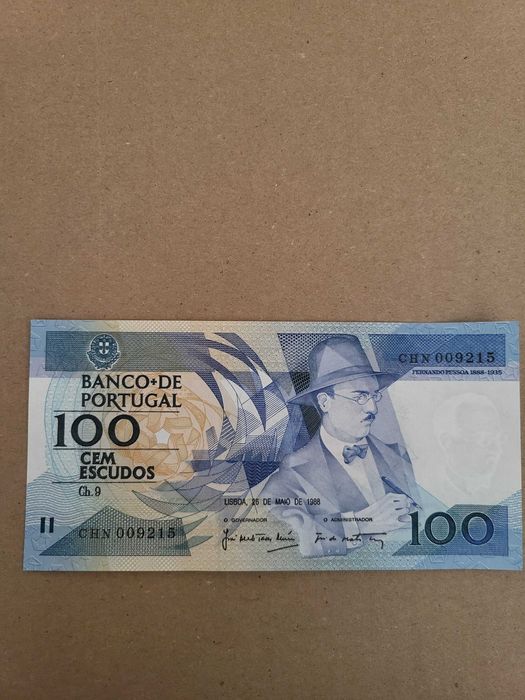 CHN 009215
FERNANDO PESSOA 1888-1935
BANCO DE
PORTUGAL
100
CEM
ESCUDOS
Ch. 9
LISBOA, 26 DE MAIO DE 1988
O GOVERNADOR
O ADMINISTRADOR
CHN 009215
100